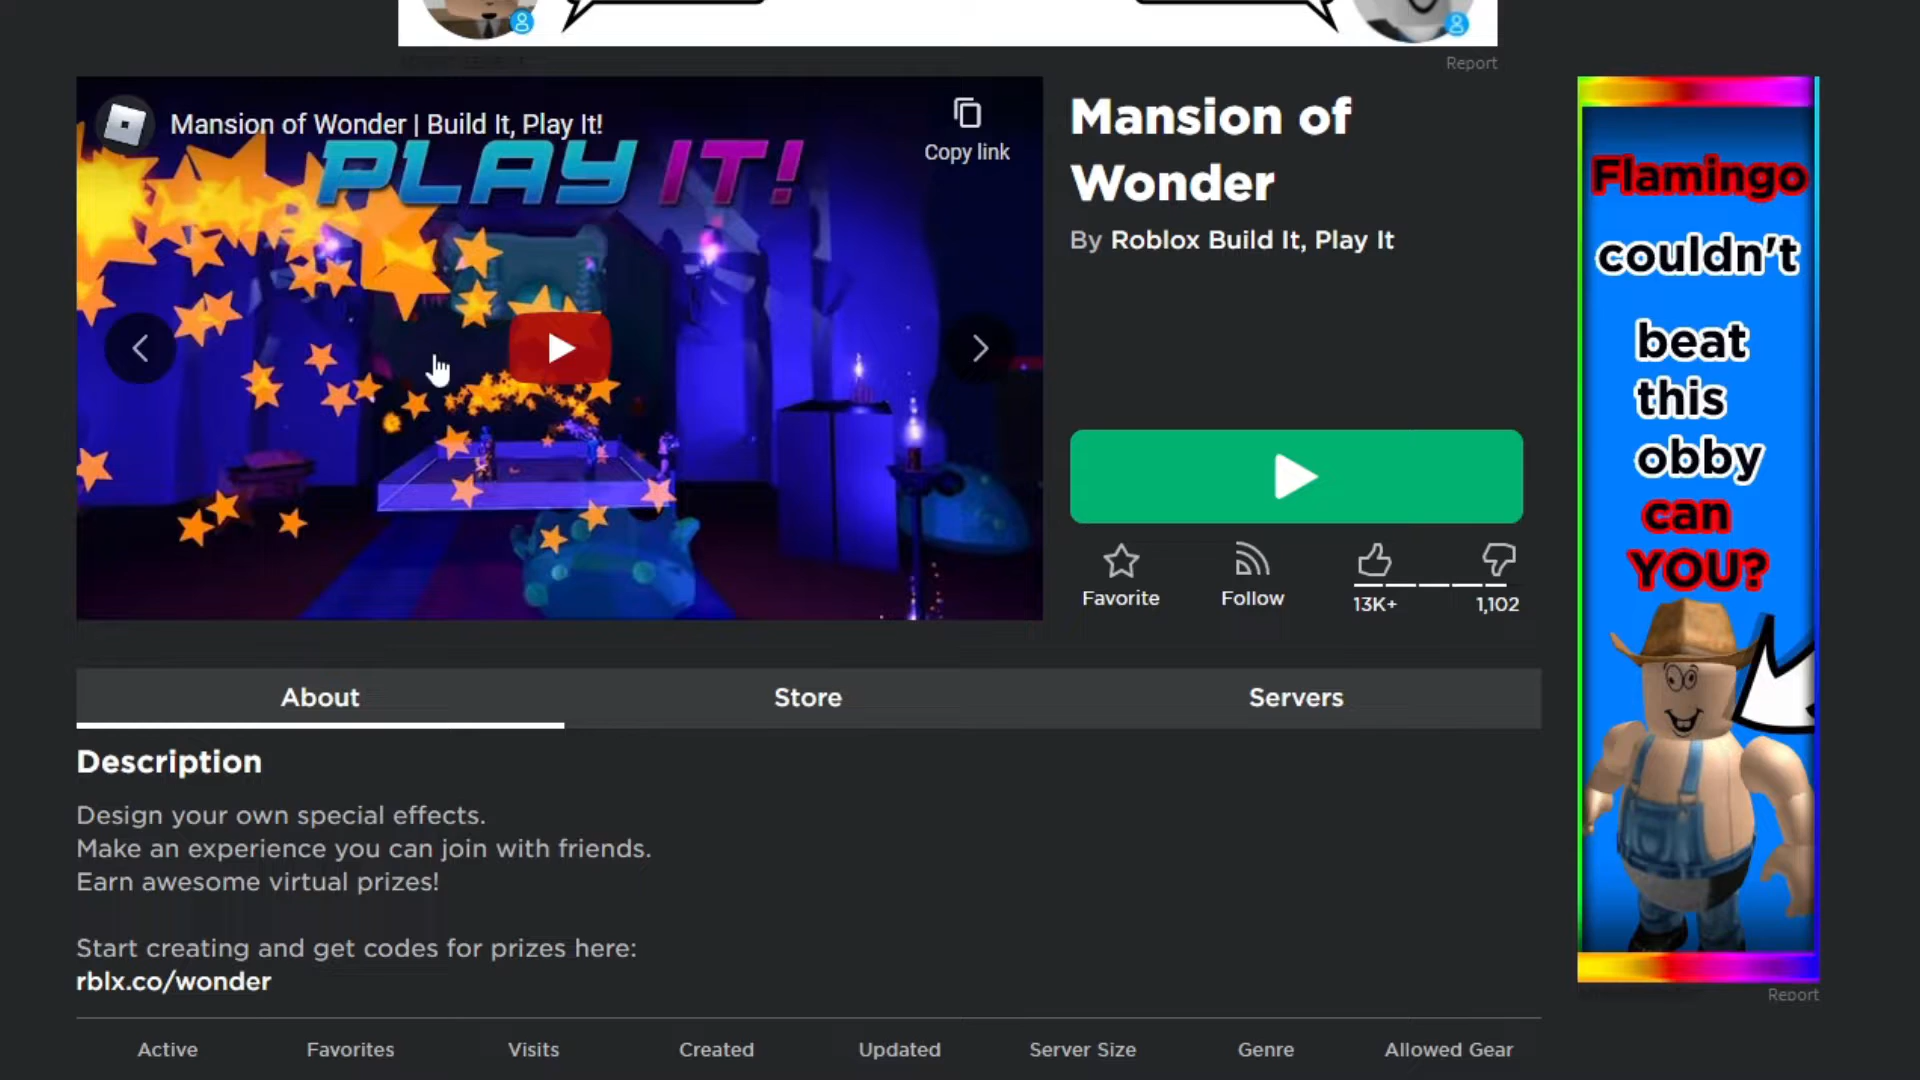 Report
Mansion of Wonder | Build It, Play It!
PLAY IT!
Copy link
Mansion of
Wonder
By Roblox Build It, Play It
Favorite
Follow
13K+
1,102
About
Store
Servers
Description
Design your own special effects.
Make an experience you can join with friends.
Earn awesome virtual prizes!
Start creating and get codes for prizes here:
rblx.co/wonder
Active
Favorites
Visits
Created
Updated
Server Size
Genre
Allowed Gear
Flamingo
couldn't
beat
this
obby
can
YOU?
Report